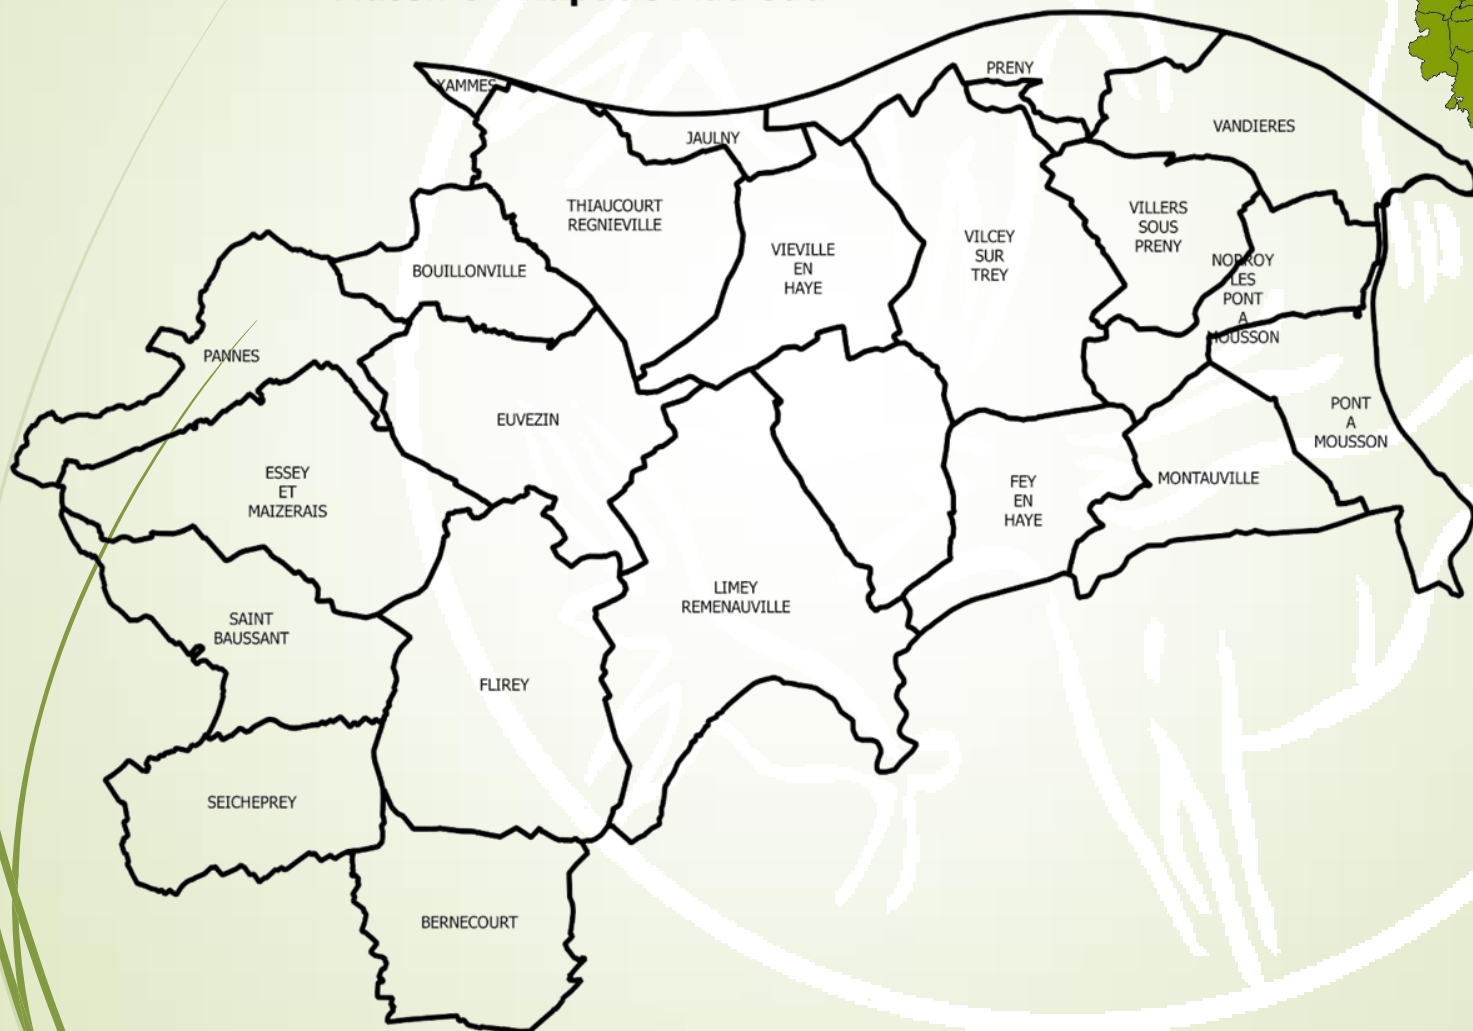 PRENY
XAMMES
VANDIERES
JAULNY
THIAUCOURT
REGNIEVILLE
VILLERS
SOUS
PRENY
VILCEY
SUR
TREY
VIEVILLE
EN
HAYE
BOUILLONVILLE
NORROY
LES
PONT
A
MOUSSON
PANNES
EUVEZIN
PONT
A
MOUSSON
ESSEY
ET
MAIZERAIS
FEY
EN
HAYE
MONTAUVILLE
LIMEY
REMENAUVILLE
SAINT
BAUSSANT
FLIREY
SEICHEPREY
BERNECOURT